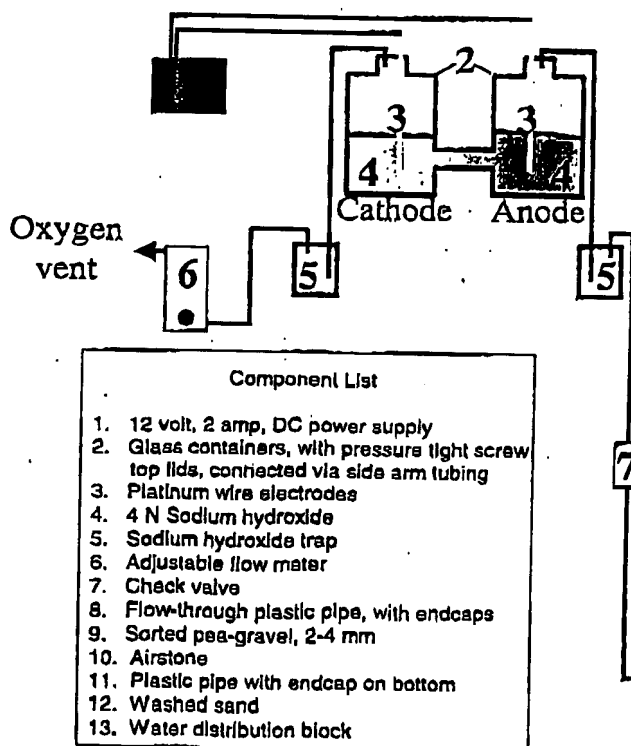 2
3
3
4
4
Cathode
Anode
Oxygen
vent
6
5
5
7
Component List
1. 12 volt, 2 amp, DC power supply
2. Glass containers, with pressure tight screw
top lids, connected via side arm tubing
3. Platinum wire electrodes
4. 4 N Sodium hydroxide
5. Sodium hydroxide trap
6. Adjustable flow meter
7. Check valve
8. Flow-through plastic pipe, with endcaps
9. Sorted pea-gravel, 2-4 mm
10. Airstone
11. Plastic pipe with endcap on bottom
12. Washed sand
13. Water distribution block